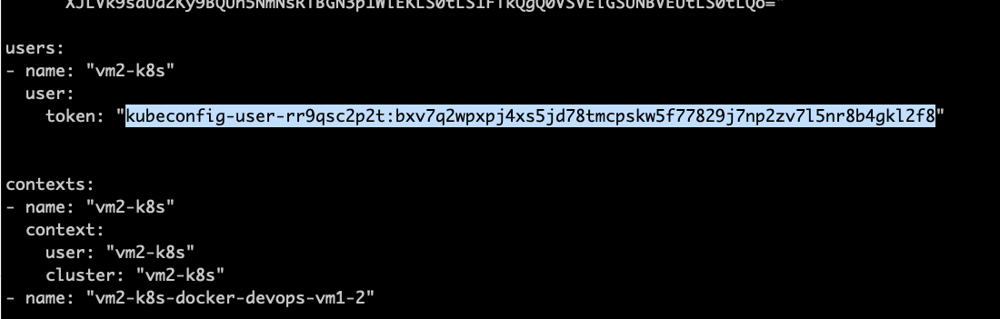 users:
- name: "vm2-k8s"
  user:
    token: "kubeconfig-user-rr9qsc2p2t:bxv7q2wpxpj4xs5jd78tmcpskw5f77829j7np2zv7l5nr8b4gkl2f8"
contexts:
- name: "vm2-k8s"
  context:
    user: "vm2-k8s"
    cluster: "vm2-k8s"
- name: "vm2-k8s-docker-devops-vm1-2"